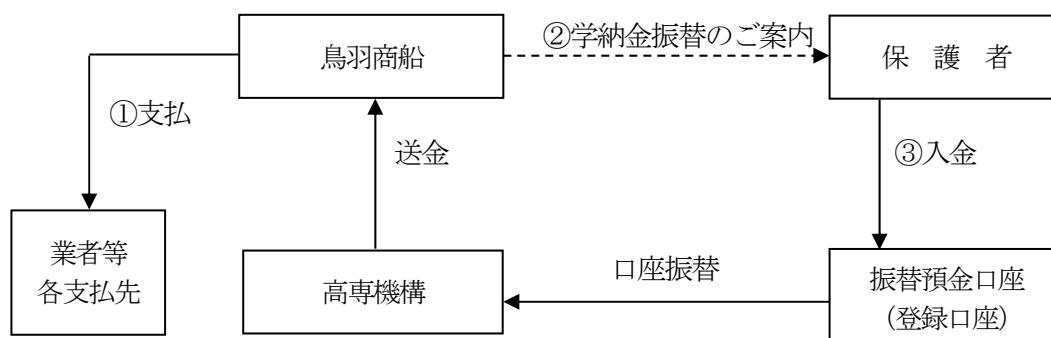 鳥羽商船
②学納金振替のご案内
保　護　者
①支払
送金
③入金
業者等
各支払先
高専機構
口座振替
振替預金口座
（登録口座）